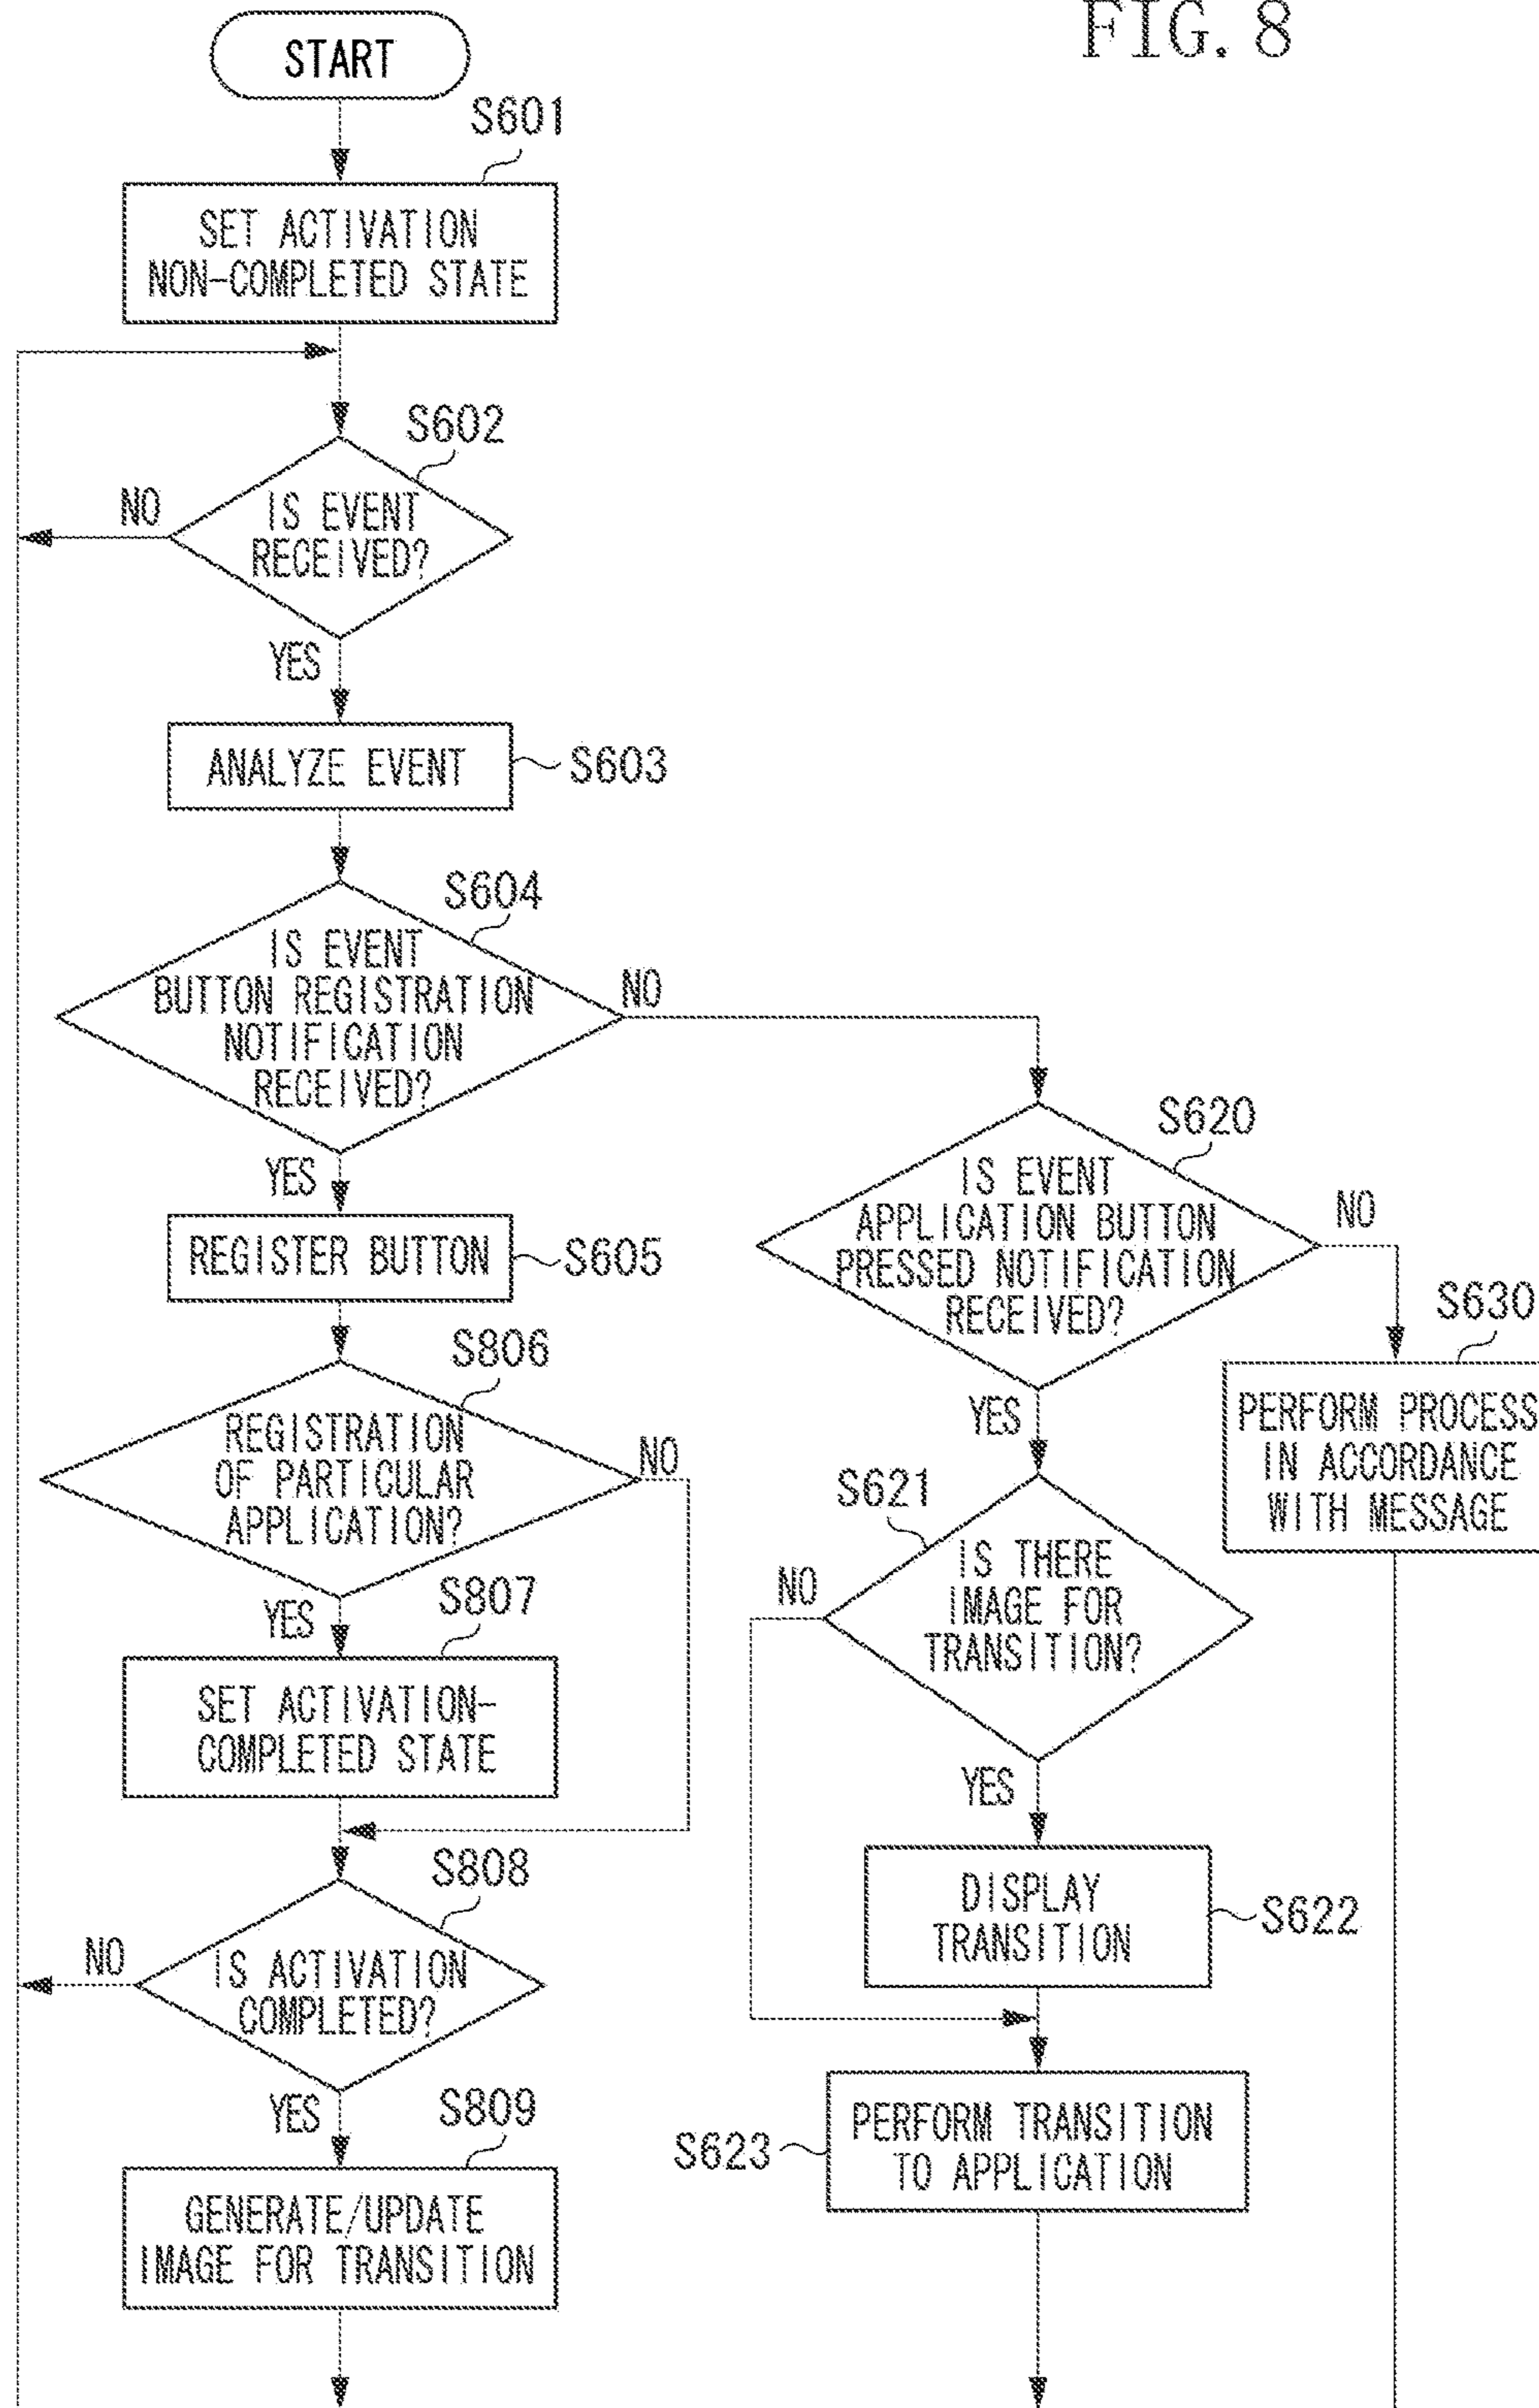 FIG. 8
START
S601
SET ACTIVATION
NON-COMPLETED STATE
S602
NO
IS EVENT
RECEIVED?
YES
ANALYZE EVENT
S603
S604
IS EVENT
BUTTON REGISTRATION
NOTIFICATION
RECEIVED?
NO
YES
REGISTER BUTTON
S605
S806
REGISTRATION
OF PARTICULAR
APPLICATION?
NO
YES
S807
SET ACTIVATION-
COMPLETED STATE
S808
NO
IS ACTIVATION
COMPLETED?
YES
S809
GENERATE/UPDATE
IMAGE FOR TRANSITION
S620
IS EVENT
APPLICATION BUTTON
PRESSED NOTIFICATION
RECEIVED?
NO
YES
S630
PERFORM PROCESS
IN ACCORDANCE
WITH MESSAGE
S621
NO
IS THERE
IMAGE FOR
TRANSITION?
YES
DISPLAY
TRANSITION
S622
S623
PERFORM TRANSITION
TO APPLICATION